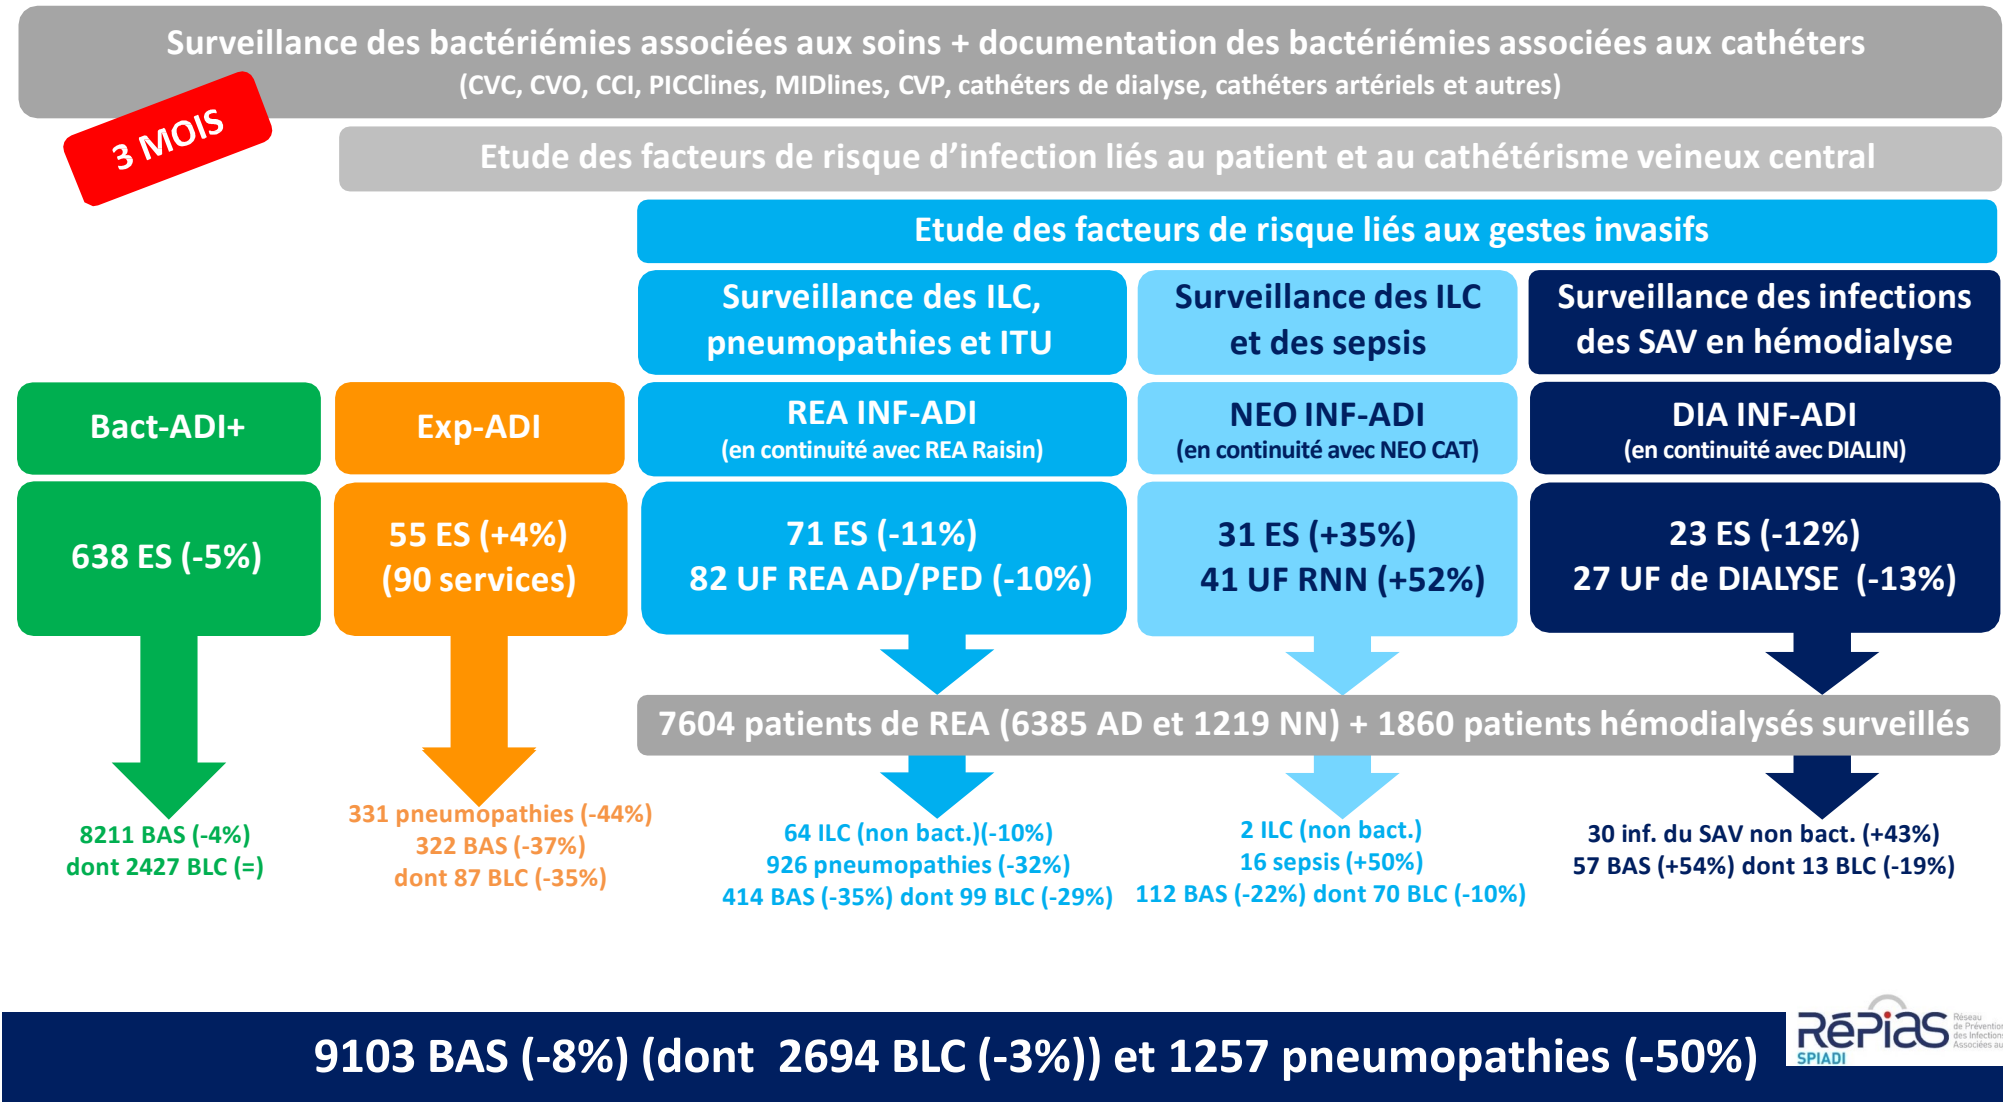 Surveillance des bactériémies associées aux soins + documentation des bactériémies associées aux cathéters
(CVC, CVO, CCI, PICClines, MIDlines, CVP, cathéters de dialyse, cathéters artériels et autres)
3 MOIS
Etude des facteurs de risque d’infection liés au patient et au cathétérisme veineux central
Etude des facteurs de risque liés aux gestes invasifs
Surveillance des ILC,
pneumopathies et ITU
Surveillance des ILC
et des sepsis
Surveillance des infections
des SAV en hémodialyse
Bact-ADI+
Exp-ADI
REA INF-ADI
(en continuité avec REA Raisin)
NEO INF-ADI
(en continuité avec NEO CAT)
DIA INF-ADI
(en continuité avec DIALIN)
638 ES (-5%)
55 ES (+4%)
(90 services)
71 ES (-11%)
82 UF REA AD/PED (-10%)
31 ES (+35%)
41 UF RNN (+52%)
23 ES (-12%)
27 UF de DIALYSE (-13%)
7604 patients de REA (6385 AD et 1219 NN) + 1860 patients hémodialysés surveillés
8211 BAS (-4%)
dont 2427 BLC (=)
331 pneumopathies (-44%)
322 BAS (-37%)
dont 87 BLC (-35%)
64 ILC (non bact.)(-10%)
926 pneumopathies (-32%)
414 BAS (-35%) dont 99 BLC (-29%)
2 ILC (non bact.)
16 sepsis (+50%)
112 BAS (-22%) dont 70 BLC (-10%)
30 inf. du SAV non bact. (+43%)
57 BAS (+54%) dont 13 BLC (-19%)
9103 BAS (-8%) (dont 2694 BLC (-3%)) et 1257 pneumopathies (-50%)
RéPiaS
SPIADI
Réseau
de Prévention
des Infections
Associées au